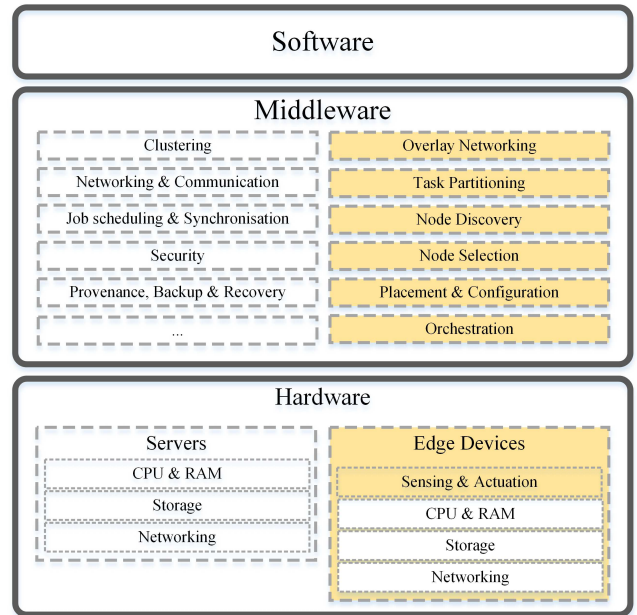 Software
Middleware
Clustering
Networking & Communication
Job scheduling & Synchronisation
Security
Provenance, Backup & Recovery
...
Overlay Networking
Task Partitioning
Node Discovery
Node Selection
Placement & Configuration
Orchestration
Hardware
Servers
CPU & RAM
Storage
Networking
Edge Devices
Sensing & Actuation
CPU & RAM
Storage
Networking